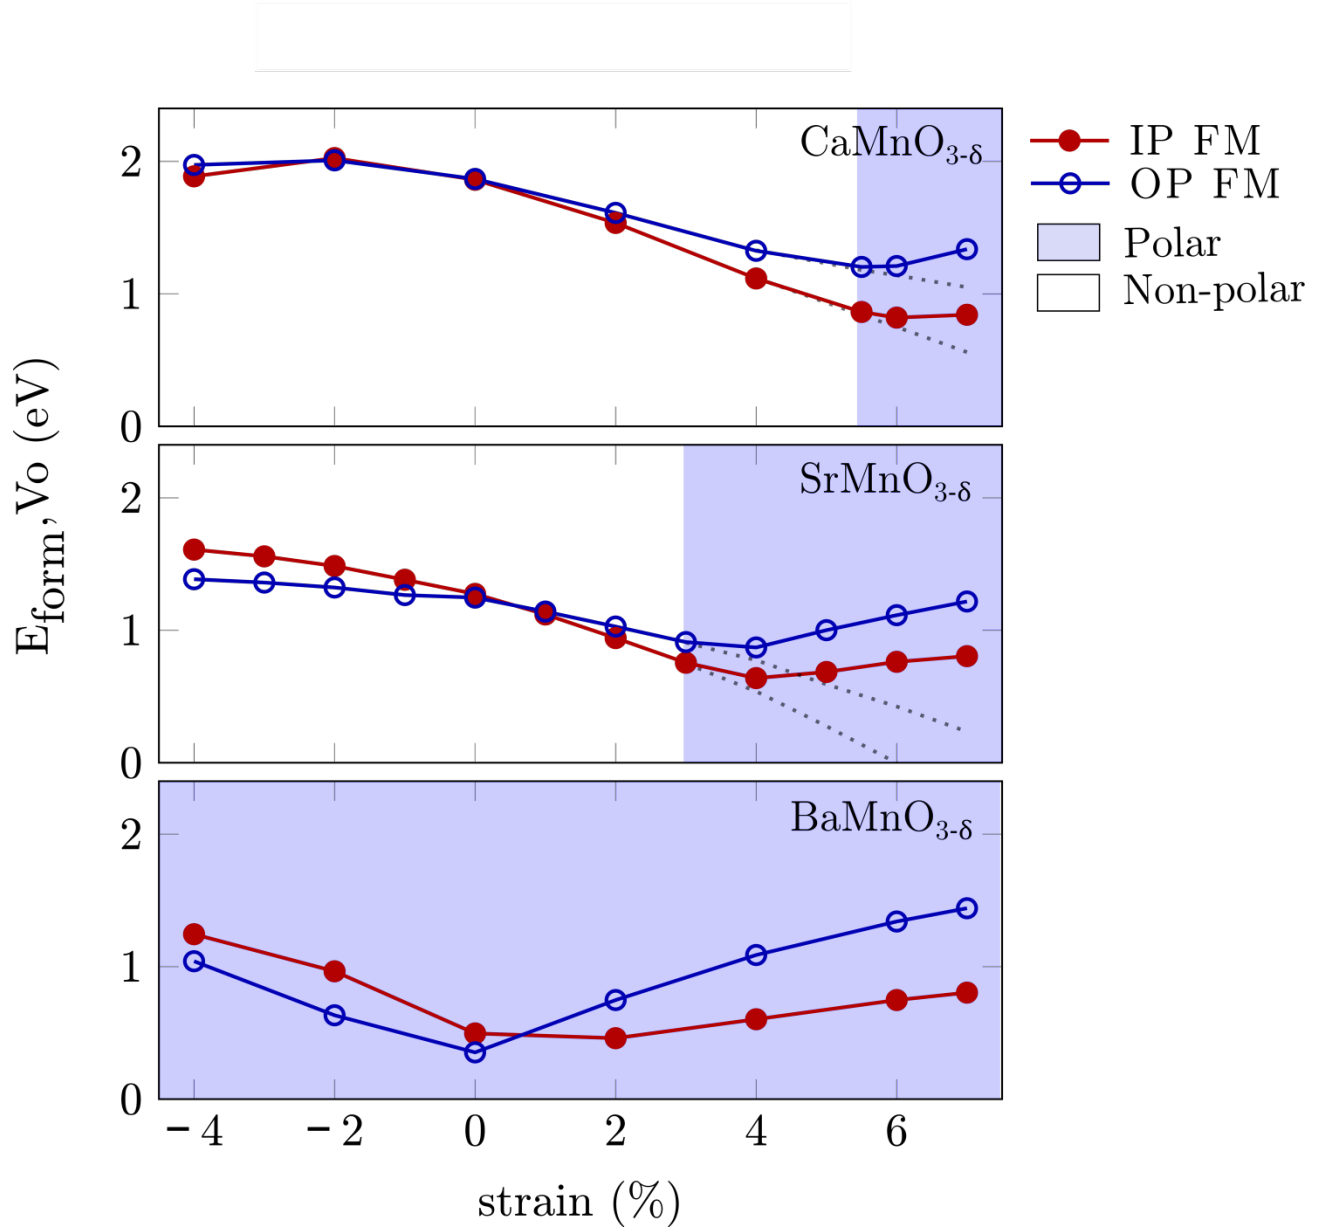 CaMnO3-δ
IP FM
OP FM
Polar
Non-polar
2
1
0
SrMnO3-δ
2
1
0
BaMnO3-δ
2
1
0
−4 −2 0 2 4 6
strain (%)
Eform,Vo (eV)